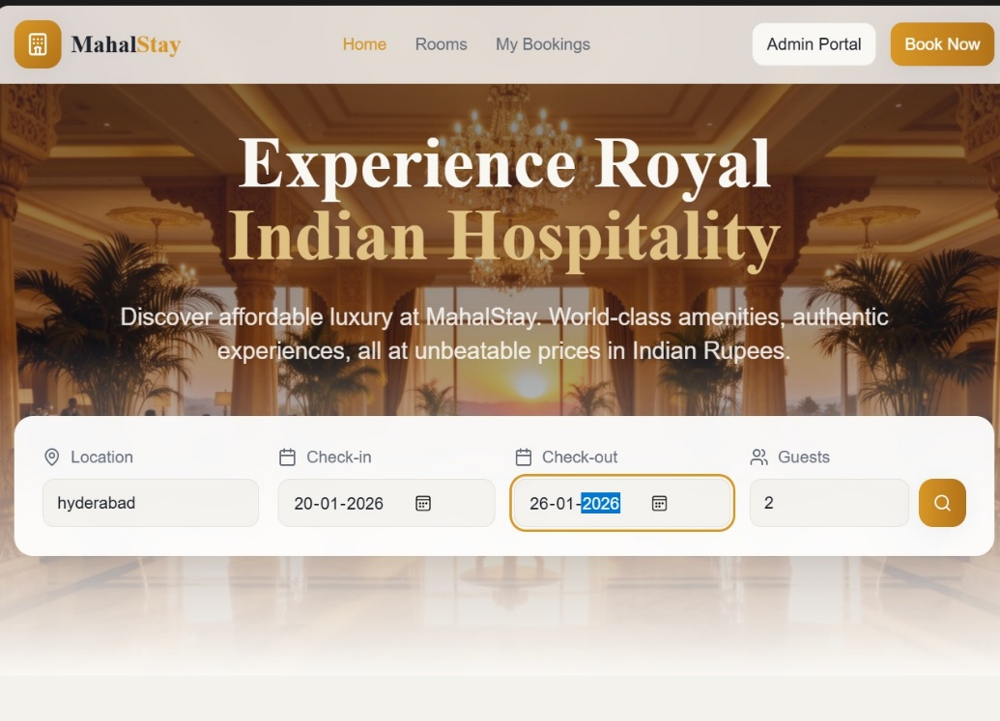 MahalStay
Home
Rooms
My Bookings
Admin Portal
Book Now
Experience Royal
Indian Hospitality
Discover affordable luxury at MahalStay. World-class amenities, authentic
experiences, all at unbeatable prices in Indian Rupees.
Location
Check-in
Check-out
Guests
hyderabad
20-01-2026
26-01-2026
2